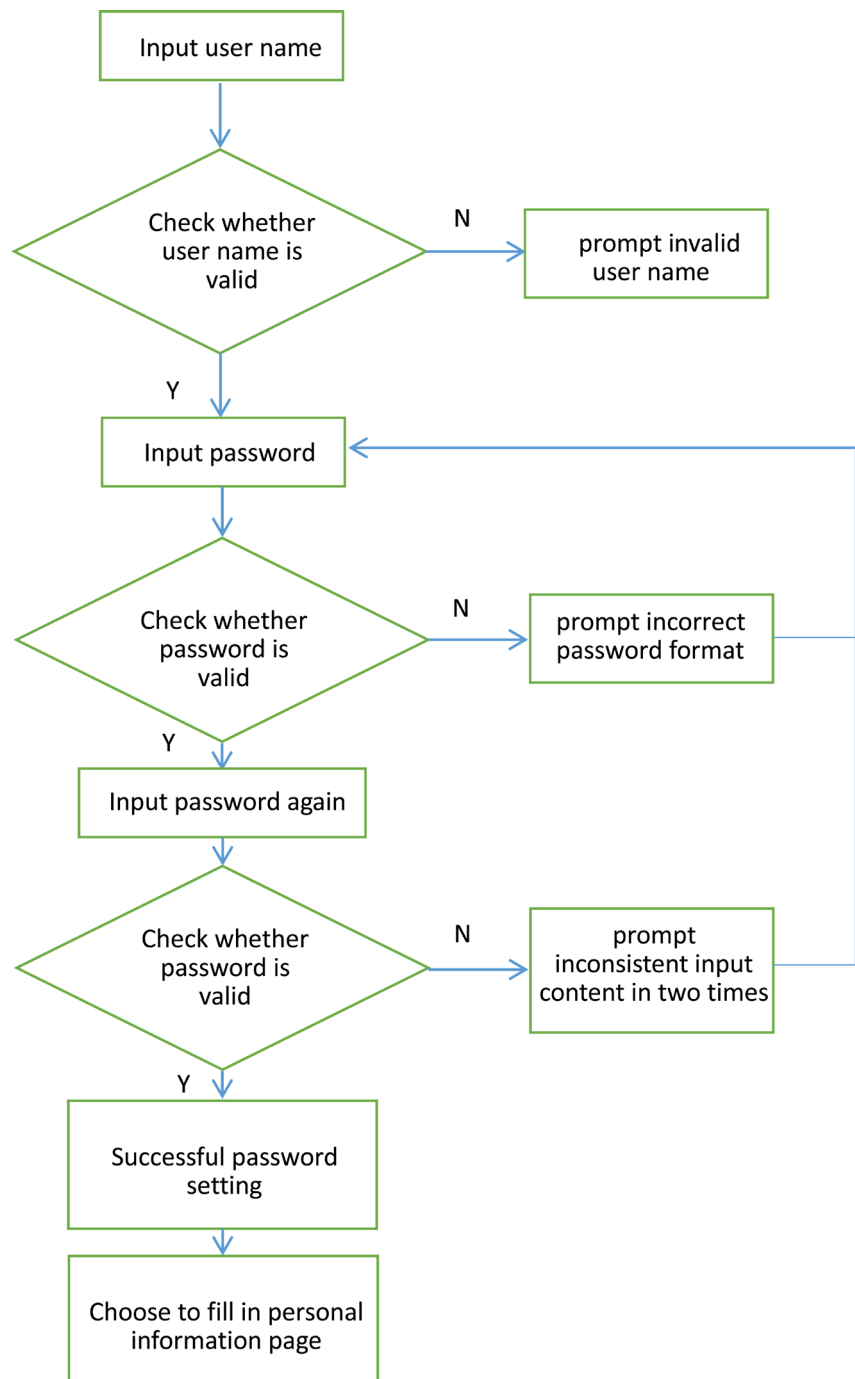 Input user name
Check whether
user name is
valid
N
prompt invalid
user name
Y
Input password
Check whether
password is
valid
N
prompt incorrect
password format
Y
Input password again
Check whether
password is
valid
N
prompt
inconsistent input
content in two times
Y
Successful password
setting
Choose to fill in personal
information page